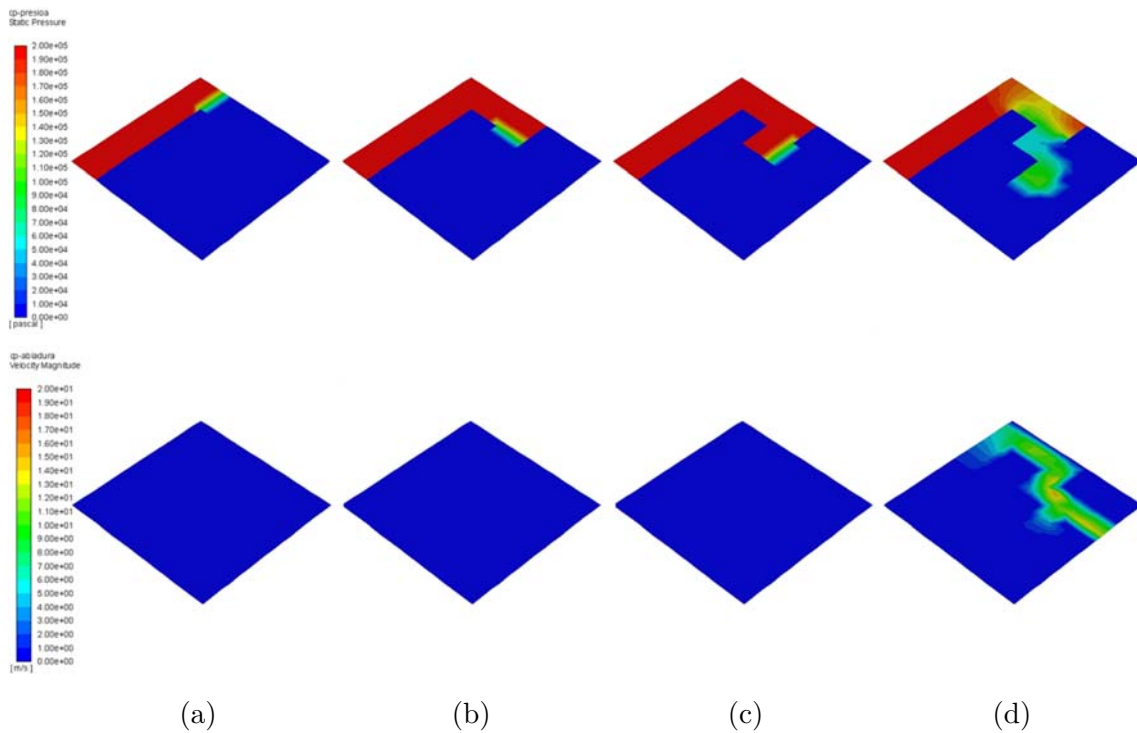 cp-presioa
Static Pressure
2.00e+05
1.90e+05
1.80e+05
1.70e+05
1.60e+05
1.50e+05
1.40e+05
1.30e+05
1.20e+05
1.10e+05
1.00e+05
9.00e+04
8.00e+04
7.00e+04
6.00e+04
5.00e+04
4.00e+04
3.00e+04
2.00e+04
1.00e+04
0.00e+00
[ pascal ]
cp-abiadura
Velocity Magnitude
2.00e+01
1.90e+01
1.80e+01
1.70e+01
1.60e+01
1.50e+01
1.40e+01
1.30e+01
1.20e+01
1.10e+01
1.00e+01
9.00e+00
8.00e+00
7.00e+00
6.00e+00
5.00e+00
4.00e+00
3.00e+00
2.00e+00
1.00e+00
0.00e+00
[ m/s ]
(a) (b) (c) (d)